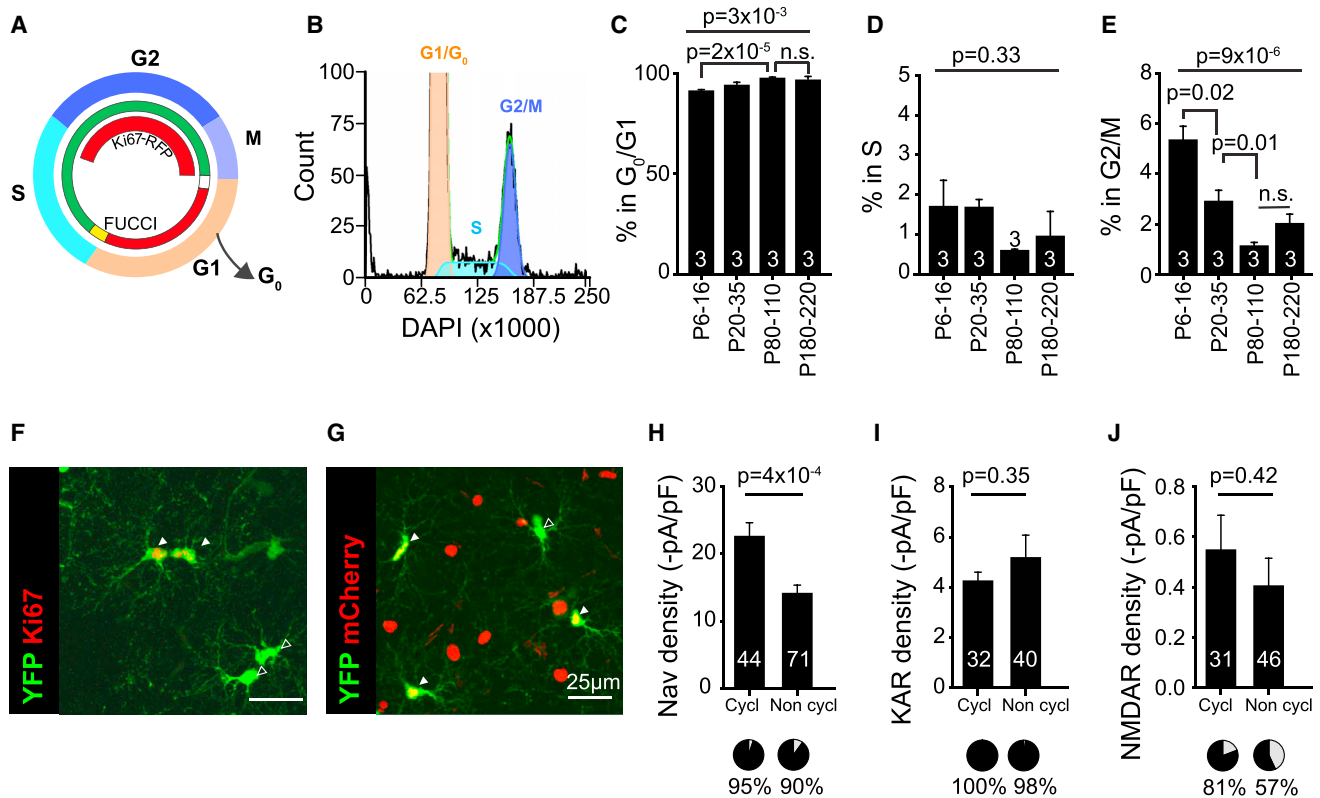 A
G2
Ki67-RFP
M
S
FUCCI
G1
G0
B
G1/G0
100
G2/M
75
Count
50
25
S
0
0 62.5 125 187.5 250
DAPI (x1000)
C
p=3x10-3
p=2x10-5 n.s.
100
% in G0/G1
50
0
3 3 3 3
P6-16
P20-35
P80-110
P180-220
D
p=0.33
5
4
3
% in S
2
1
0
3 3 3 3
P6-16
P20-35
P80-110
P180-220
E
p=9x10-6
8
p=0.02
6
p=0.01
% in G2/M
4
n.s.
2
0
3 3 3 3
P6-16
P20-35
P80-110
P180-220
F
YFP Ki67
G
YFP mCherry
25µm
H
p=4x10-4
30
20
10
0
Nav density (-pA/pF)
44 71
Cycl Non cycl
95% 90%
I
p=0.35
8
6
4
2
0
KAR density (-pA/pF)
32 40
Cycl Non cycl
100% 98%
J
p=0.42
0.8
0.6
0.4
0.2
0.0
NMDAR density (-pA/pF)
31 46
Cycl Non cycl
81% 57%